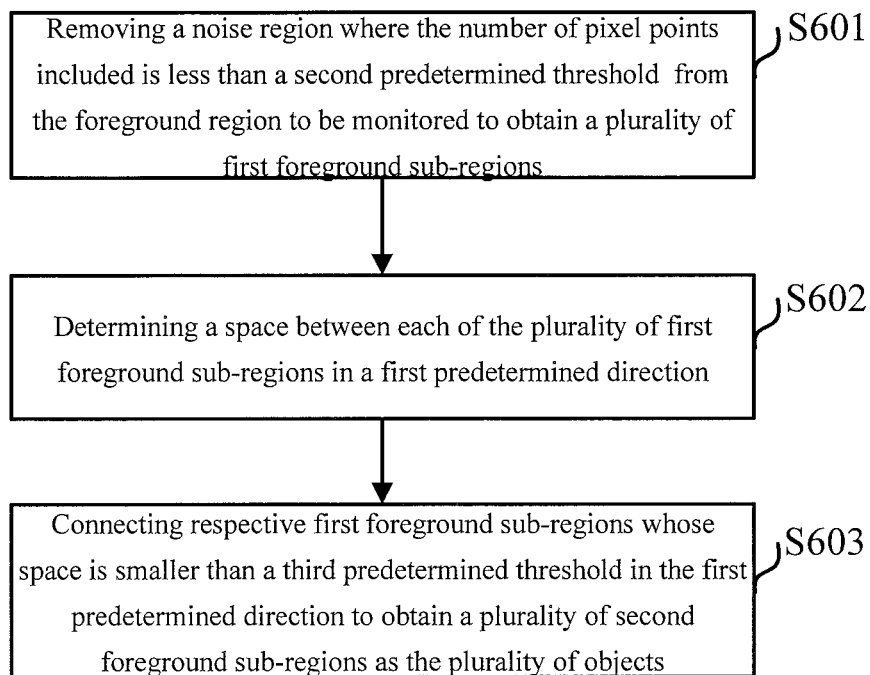 Removing a noise region where the number of pixel points
included is less than a second predetermined threshold from
the foreground region to be monitored to obtain a plurality of
first foreground sub-regions
S601
Determining a space between each of the plurality of first
foreground sub-regions in a first predetermined direction
S602
Connecting respective first foreground sub-regions whose
space is smaller than a third predetermined threshold in the first
predetermined direction to obtain a plurality of second
foreground sub-regions as the plurality of objects
S603